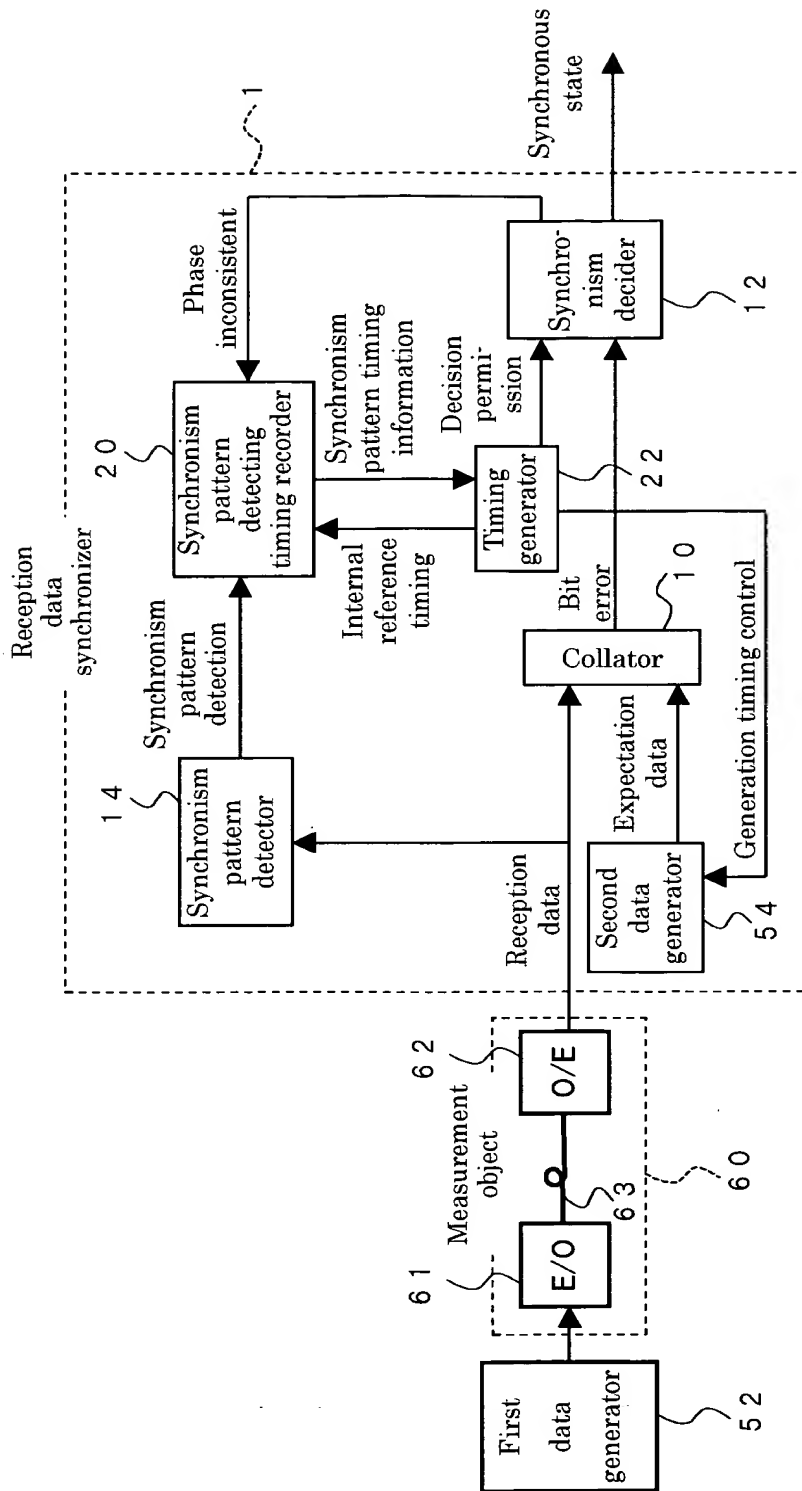 Reception
data
synchronizer
1
14
Synchronism
pattern
detector
Synchronism
pattern
detection
20
Synchronism
pattern
detecting
timing recorder
Phase
inconsistent
Internal
reference
timing
Synchronism
pattern timing
information
Timing
generator
22
Decision
permi-
ssion
Synchro-
nism
decider
12
Synchronous
state
First
data
generator
52
Measurement
object
61
E/O
63
62
O/E
60
Reception
data
Collator
10
Bit
error
Second
data
generator
54
Expectation
data
Generation timing control